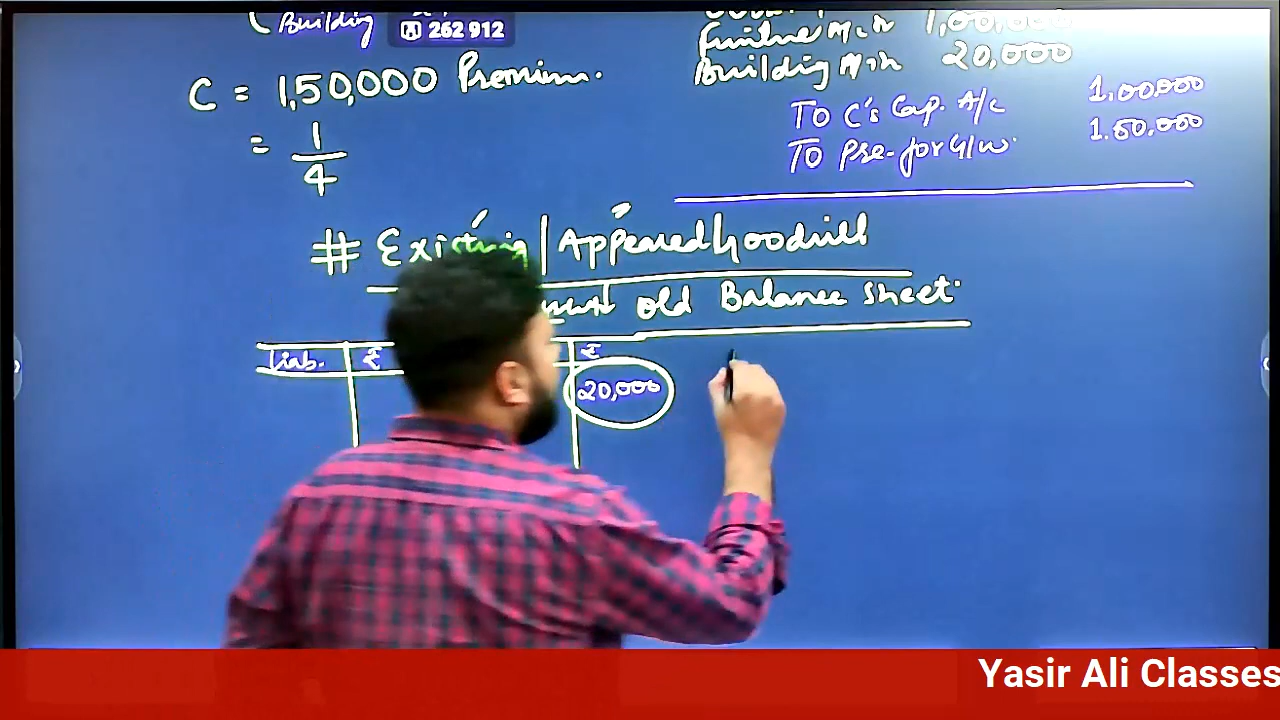 Building
262 912
1,00,000
Building A/c Dr 20,000
C = 1,50,000 Premium.
= 1/4
To C's Cap. A/c 1,00,000
To Pre. for G/w. 1,50,000
# Existing | Appeared Goodwill
old Balance Sheet.
Liab. ₹ ₹
20,000
Yasir Ali Classes